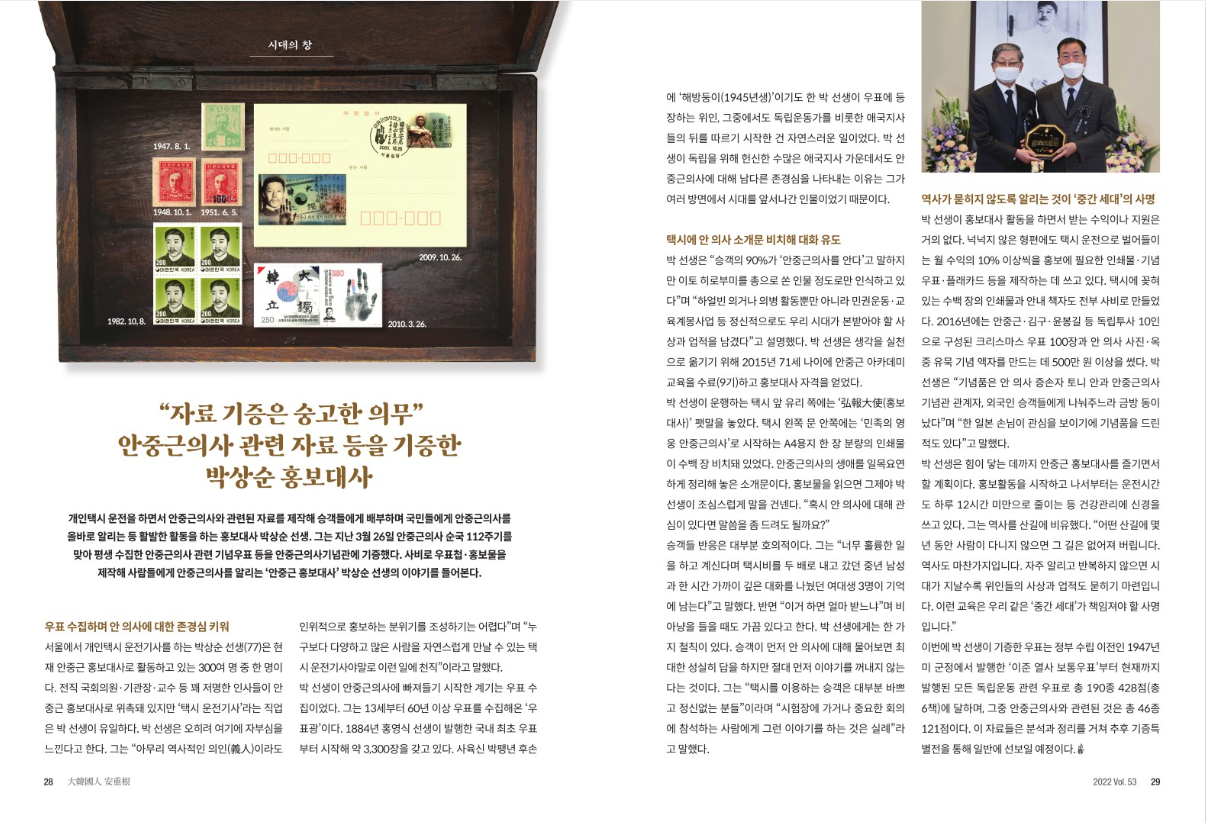 시대의 창
1947. 8. 1.
1948. 10. 1.
1951. 6. 5.
2009. 10. 26.
200
200
대한민국 KOREA
대한민국 KOREA
200
200
대한민국 KOREA
대한민국 KOREA
1982. 10. 8.
韓
大
立
獨
250
2010. 3. 26.
“자료 기증은 숭고한 의무”
안중근의사 관련 자료 등을 기증한
박상순 홍보대사
개인택시 운전을 하면서 안중근의사와 관련된 자료를 제작해 승객들에게 배부하며 국민들에게 안중근의사를
올바로 알리는 등 활발한 활동을 하는 홍보대사 박상순 선생. 그는 지난 3월 26일 안중근의사 순국 112주기를
맞아 평생 수집한 안중근의사 관련 기념우표 등을 안중근의사기념관에 기증했다. 사비로 우표첩·홍보물을
제작해 사람들에게 안중근의사를 알리는 ‘안중근 홍보대사’ 박상순 선생의 이야기를 들어본다.
우표 수집하며 안 의사에 대한 존경심 키워
서울에서 개인택시 운전기사를 하는 박상순 선생(77)은 현
재 안중근 홍보대사로 활동하고 있는 300여 명 중 한 명이
다. 전직 국회의원·기관장·교수 등 꽤 저명한 인사들이 안
중근 홍보대사로 위촉돼 있지만 ‘택시 운전기사’라는 직업
은 박 선생이 유일하다. 박 선생은 오히려 여기에 자부심을
느낀다고 한다. 그는 “아무리 역사적인 의인(義人)이라도
인위적으로 홍보하는 분위기를 조성하기는 어렵다”며 “누
구보다 다양하고 많은 사람을 자연스럽게 만날 수 있는 택
시 운전기사야말로 이런 일에 천직”이라고 말했다.
박 선생이 안중근의사에 빠져들기 시작한 계기는 우표 수
집이었다. 그는 13세부터 60년 이상 우표를 수집해온 ‘우
표광’이다. 1884년 홍영식 선생이 발행한 국내 최초 우표
부터 시작해 약 3,300장을 갖고 있다. 사육신 박팽년 후손
28 大韓國人 安重根
에 ‘해방둥이(1945년생)’이기도 한 박 선생이 우표에 등
장하는 위인, 그중에서도 독립운동가를 비롯한 애국지사
들의 뒤를 따르기 시작한 건 자연스러운 일이었다. 박 선
생이 독립을 위해 헌신한 수많은 애국지사 가운데서도 안
중근의사에 대해 남다른 존경심을 나타내는 이유는 그가
여러 방면에서 시대를 앞서나간 인물이었기 때문이다.
택시에 안 의사 소개문 비치해 대화 유도
박 선생은 “승객의 90%가 ‘안중근의사를 안다’고 말하지
만 이토 히로부미를 총으로 쏜 인물 정도로만 인식하고 있
다”며 “하얼빈 의거나 의병 활동뿐만 아니라 민권운동·교
육계몽사업 등 정신적으로도 우리 시대가 본받아야 할 사
상과 업적을 남겼다”고 설명했다. 박 선생은 생각을 실천
으로 옮기기 위해 2015년 71세 나이에 안중근 아카데미
교육을 수료(9기)하고 홍보대사 자격을 얻었다.
박 선생이 운행하는 택시 앞 유리 쪽에는 ‘弘報大使(홍보
대사)’ 팻말을 놓았다. 택시 왼쪽 문 안쪽에는 ‘민족의 영
웅 안중근의사’로 시작하는 A4용지 한 장 분량의 인쇄물
이 수백 장 비치돼 있었다. 안중근의사의 생애를 일목요연
하게 정리해 놓은 소개문이다. 홍보물을 읽으면 그제야 박
선생이 조심스럽게 말을 건넨다. “혹시 안 의사에 대해 관
심이 있다면 말씀을 좀 드려도 될까요?”
승객들 반응은 대부분 호의적이다. 그는 “너무 훌륭한 일
을 하고 계신다며 택시비를 두 배로 내고 갔던 중년 남성
과 한 시간 가까이 깊은 대화를 나눴던 여대생 3명이 기억
에 남는다”고 말했다. 반면 “이거 하면 얼마 받느냐”며 비
아냥을 들을 때도 가끔 있다고 한다. 박 선생에게는 한 가
지 철칙이 있다. 승객이 먼저 안 의사에 대해 물어보면 최
대한 성실히 답을 하지만 절대 먼저 이야기를 꺼내지 않는
다는 것이다. 그는 “택시를 이용하는 승객은 대부분 바쁘
고 정신없는 분들”이라며 “시험장에 가거나 중요한 회의
에 참석하는 사람에게 그런 이야기를 하는 것은 실례”라
고 말했다.
역사가 묻히지 않도록 알리는 것이 ‘중간 세대’의 사명
박 선생이 홍보대사 활동을 하면서 받는 수익이나 지원은
거의 없다. 넉넉지 않은 형편에도 택시 운전으로 벌어들이
는 월 수익의 10% 이상씩을 홍보에 필요한 인쇄물·기념
우표·플래카드 등을 제작하는 데 쓰고 있다. 택시에 꽂혀
있는 수백 장의 인쇄물과 안내 책자도 전부 사비로 만들었
다. 2016년에는 안중근·김구·윤봉길 등 독립투사 10인
으로 구성된 크리스마스 우표 100장과 안 의사 사진·옥
중 유묵 기념 액자를 만드는 데 500만 원 이상을 썼다. 박
선생은 “기념품은 안 의사 증손자 토니 안과 안중근의사
기념관 관계자, 외국인 승객들에게 나눠주느라 금방 동이
났다”며 “한 일본 손님이 관심을 보이기에 기념품을 드린
적도 있다”고 말했다.
박 선생은 힘이 닿는 데까지 안중근 홍보대사를 즐기면서
할 계획이다. 홍보활동을 시작하고 나서부터는 운전시간
도 하루 12시간 미만으로 줄이는 등 건강관리에 신경을
쓰고 있다. 그는 역사를 산길에 비유했다. “어떤 산길에 몇
년 동안 사람이 다니지 않으면 그 길은 없어져 버립니다.
역사도 마찬가지입니다. 자주 알리고 반복하지 않으면 시
대가 지날수록 위인들의 사상과 업적도 묻히기 마련입니
다. 이런 교육은 우리 같은 ‘중간 세대’가 책임져야 할 사명
입니다.”
이번에 박 선생이 기증한 우표는 정부 수립 이전인 1947년
미 군정에서 발행한 ‘이준 열사 보통우표’부터 현재까지
발행된 모든 독립운동 관련 우표로 총 190종 428점(총
6책)에 달하며, 그중 안중근의사와 관련된 것은 총 46종
121점이다. 이 자료들은 분석과 정리를 거쳐 추후 기증특
별전을 통해 일반에 선보일 예정이다.
2022 Vol. 53 29